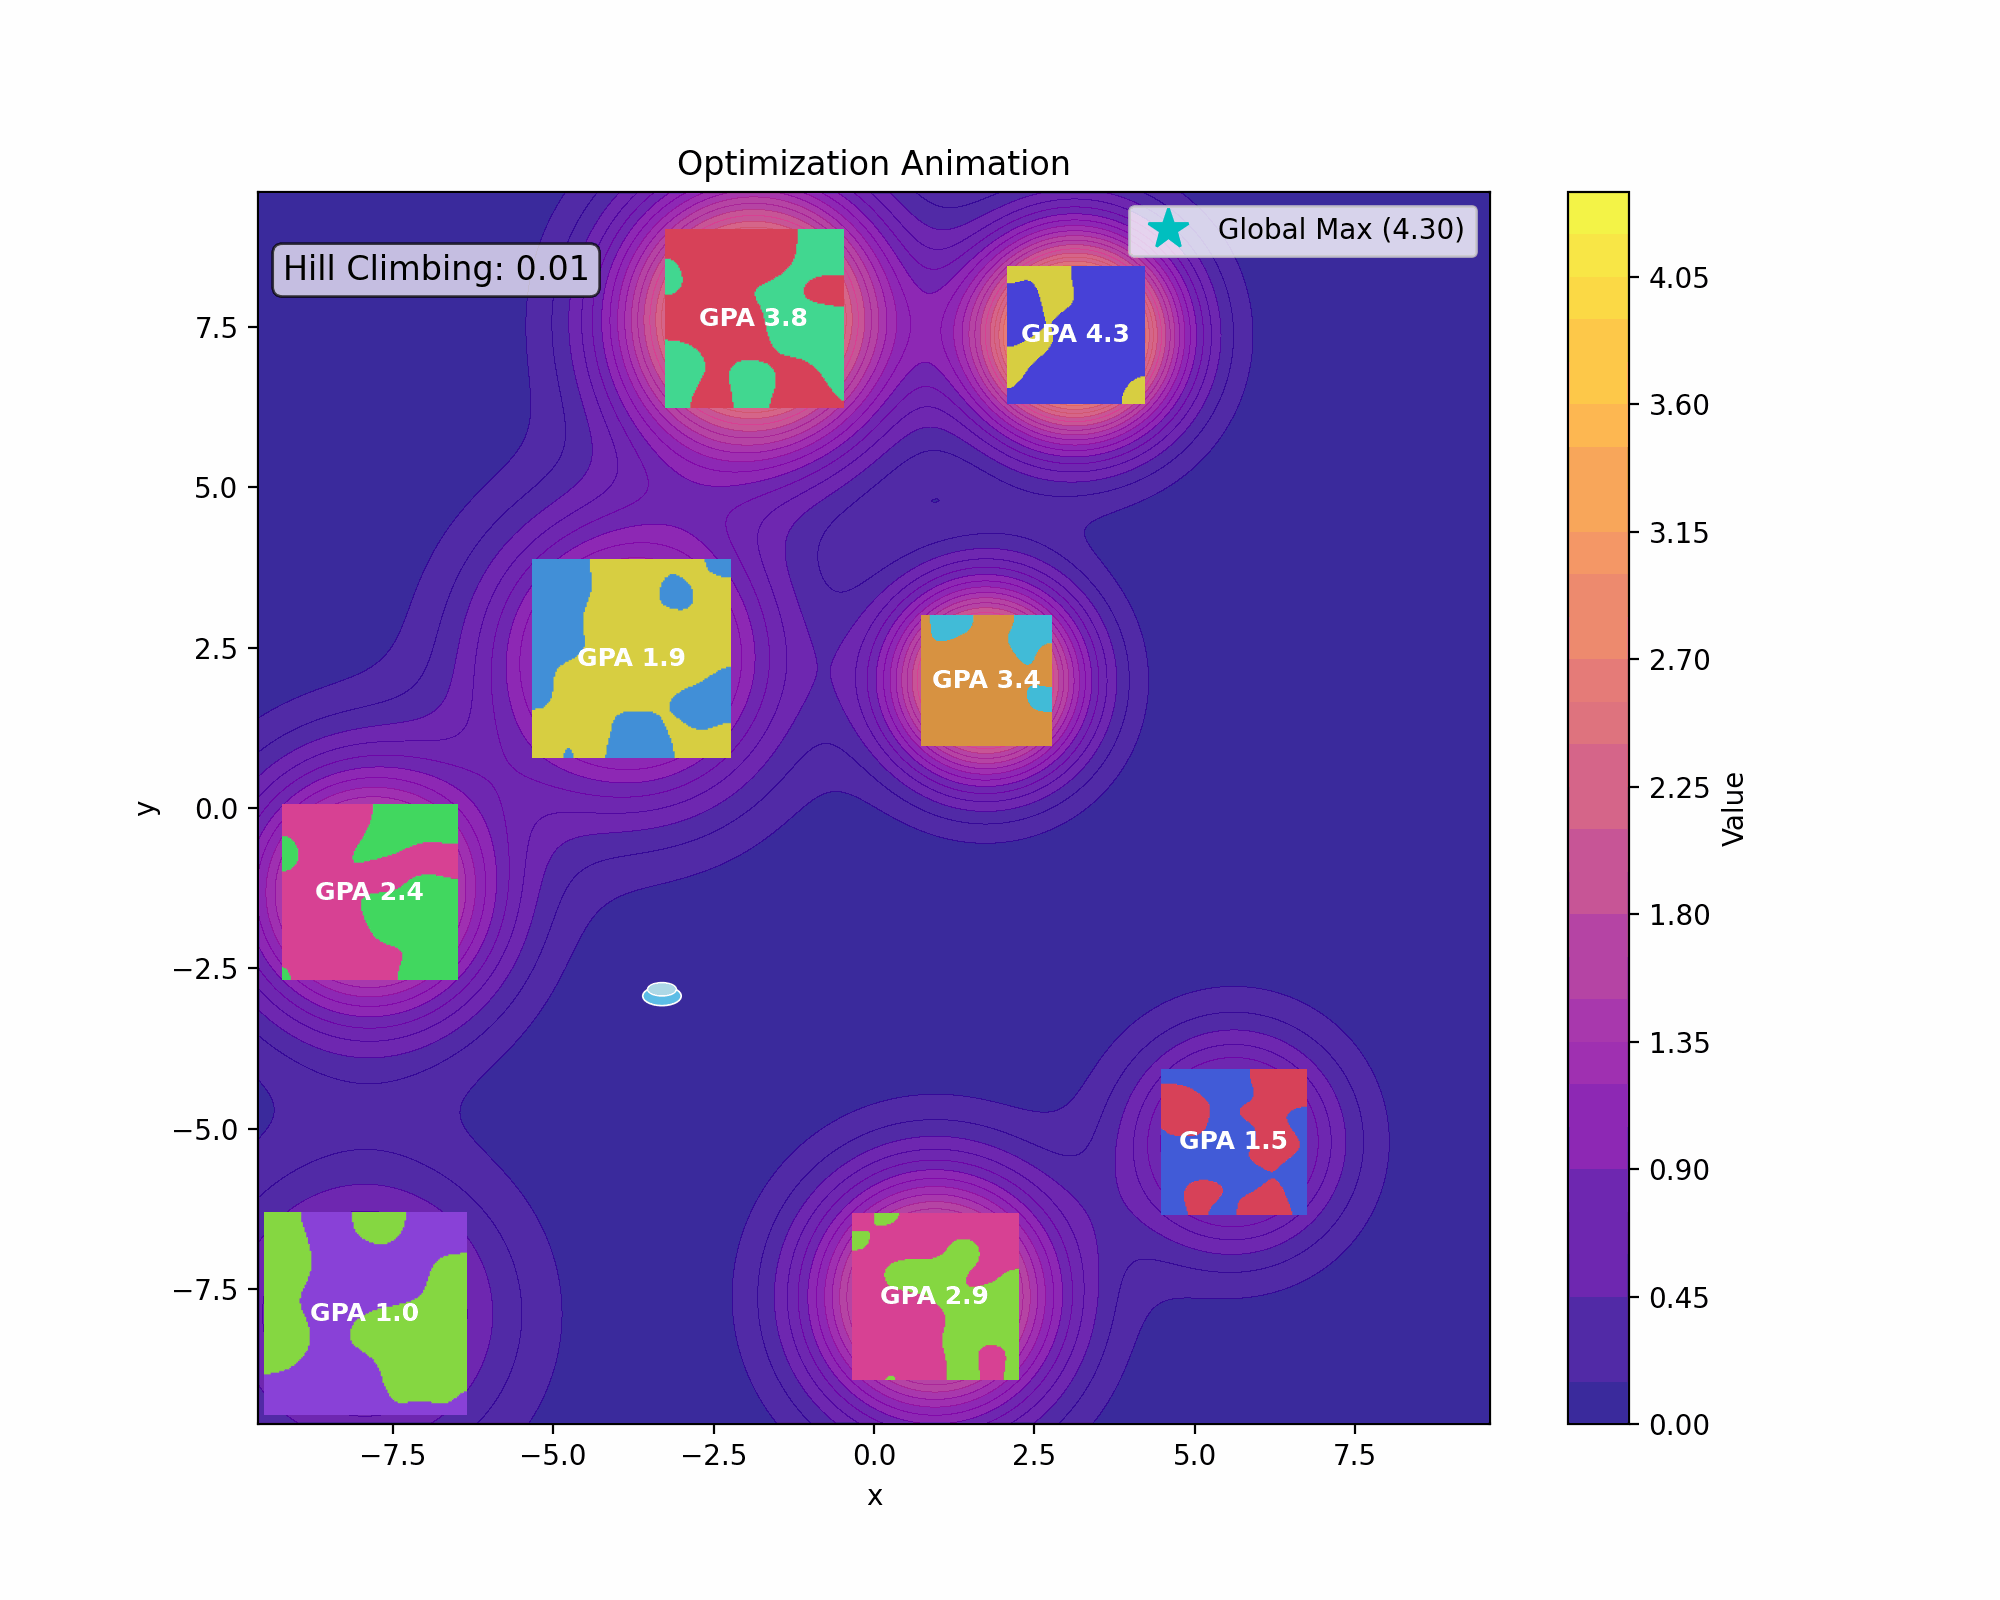 Optimization Animation
Hill Climbing: 0.01
Global Max (4.30)
GPA 3.8
GPA 4.3
GPA 1.9
GPA 3.4
GPA 2.4
GPA 1.5
GPA 2.9
GPA 1.0
7.5
5.0
2.5
0.0
−2.5
−5.0
−7.5
y
−7.5
−5.0
−2.5
0.0
2.5
5.0
7.5
x
4.05
3.60
3.15
2.70
2.25
1.80
1.35
0.90
0.45
0.00
Value